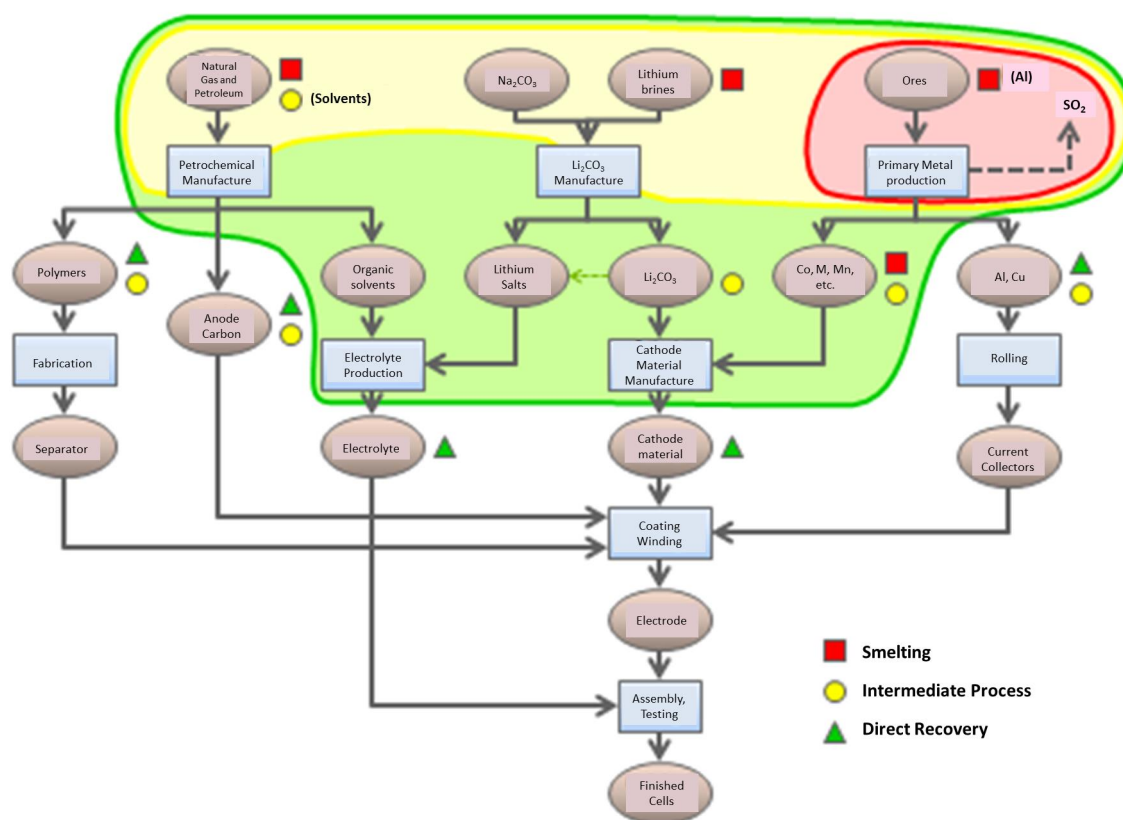 Natural
Gas and
Petroleum
(Solvents)
Na₂CO₃
Lithium
brines
Ores
(Al)
SO₂
Petrochemical
Manufacture
Li₂CO₃
Manufacture
Primary Metal
production
Polymers
Anode
Carbon
Organic
solvents
Lithium
Salts
Li₂CO₃
Co, M, Mn,
etc.
Al, Cu
Fabrication
Electrolyte
Production
Cathode
Material
Manufacture
Rolling
Separator
Electrolyte
Cathode
material
Current
Collectors
Coating
Winding
Electrode
Assembly,
Testing
Finished
Cells
Smelting
Intermediate Process
Direct Recovery